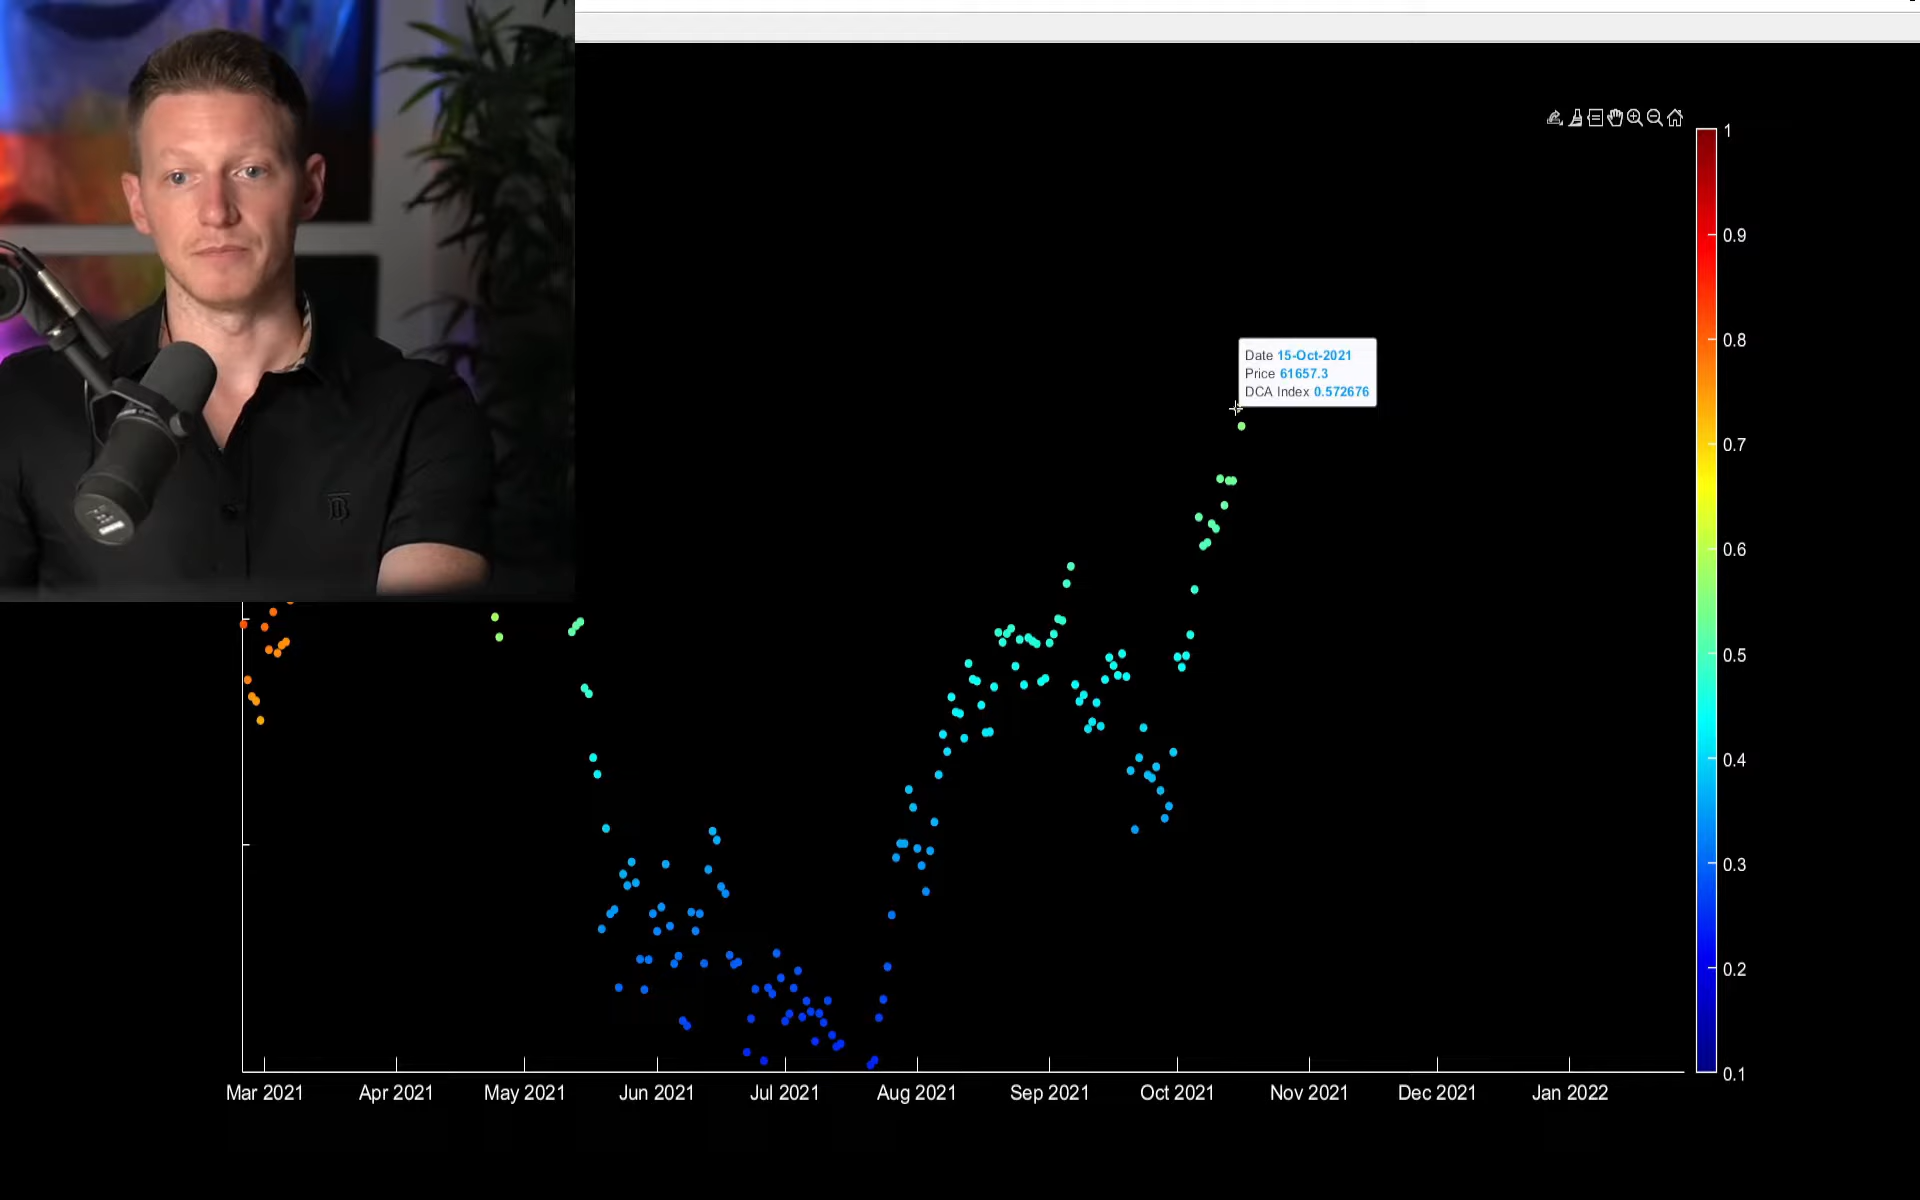 Date 15-Oct-2021
Price 61657.3
DCA Index 0.572676
1
0.9
0.8
0.7
0.6
0.5
0.4
0.3
0.2
0.1
Mar 2021
Apr 2021
May 2021
Jun 2021
Jul 2021
Aug 2021
Sep 2021
Oct 2021
Nov 2021
Dec 2021
Jan 2022